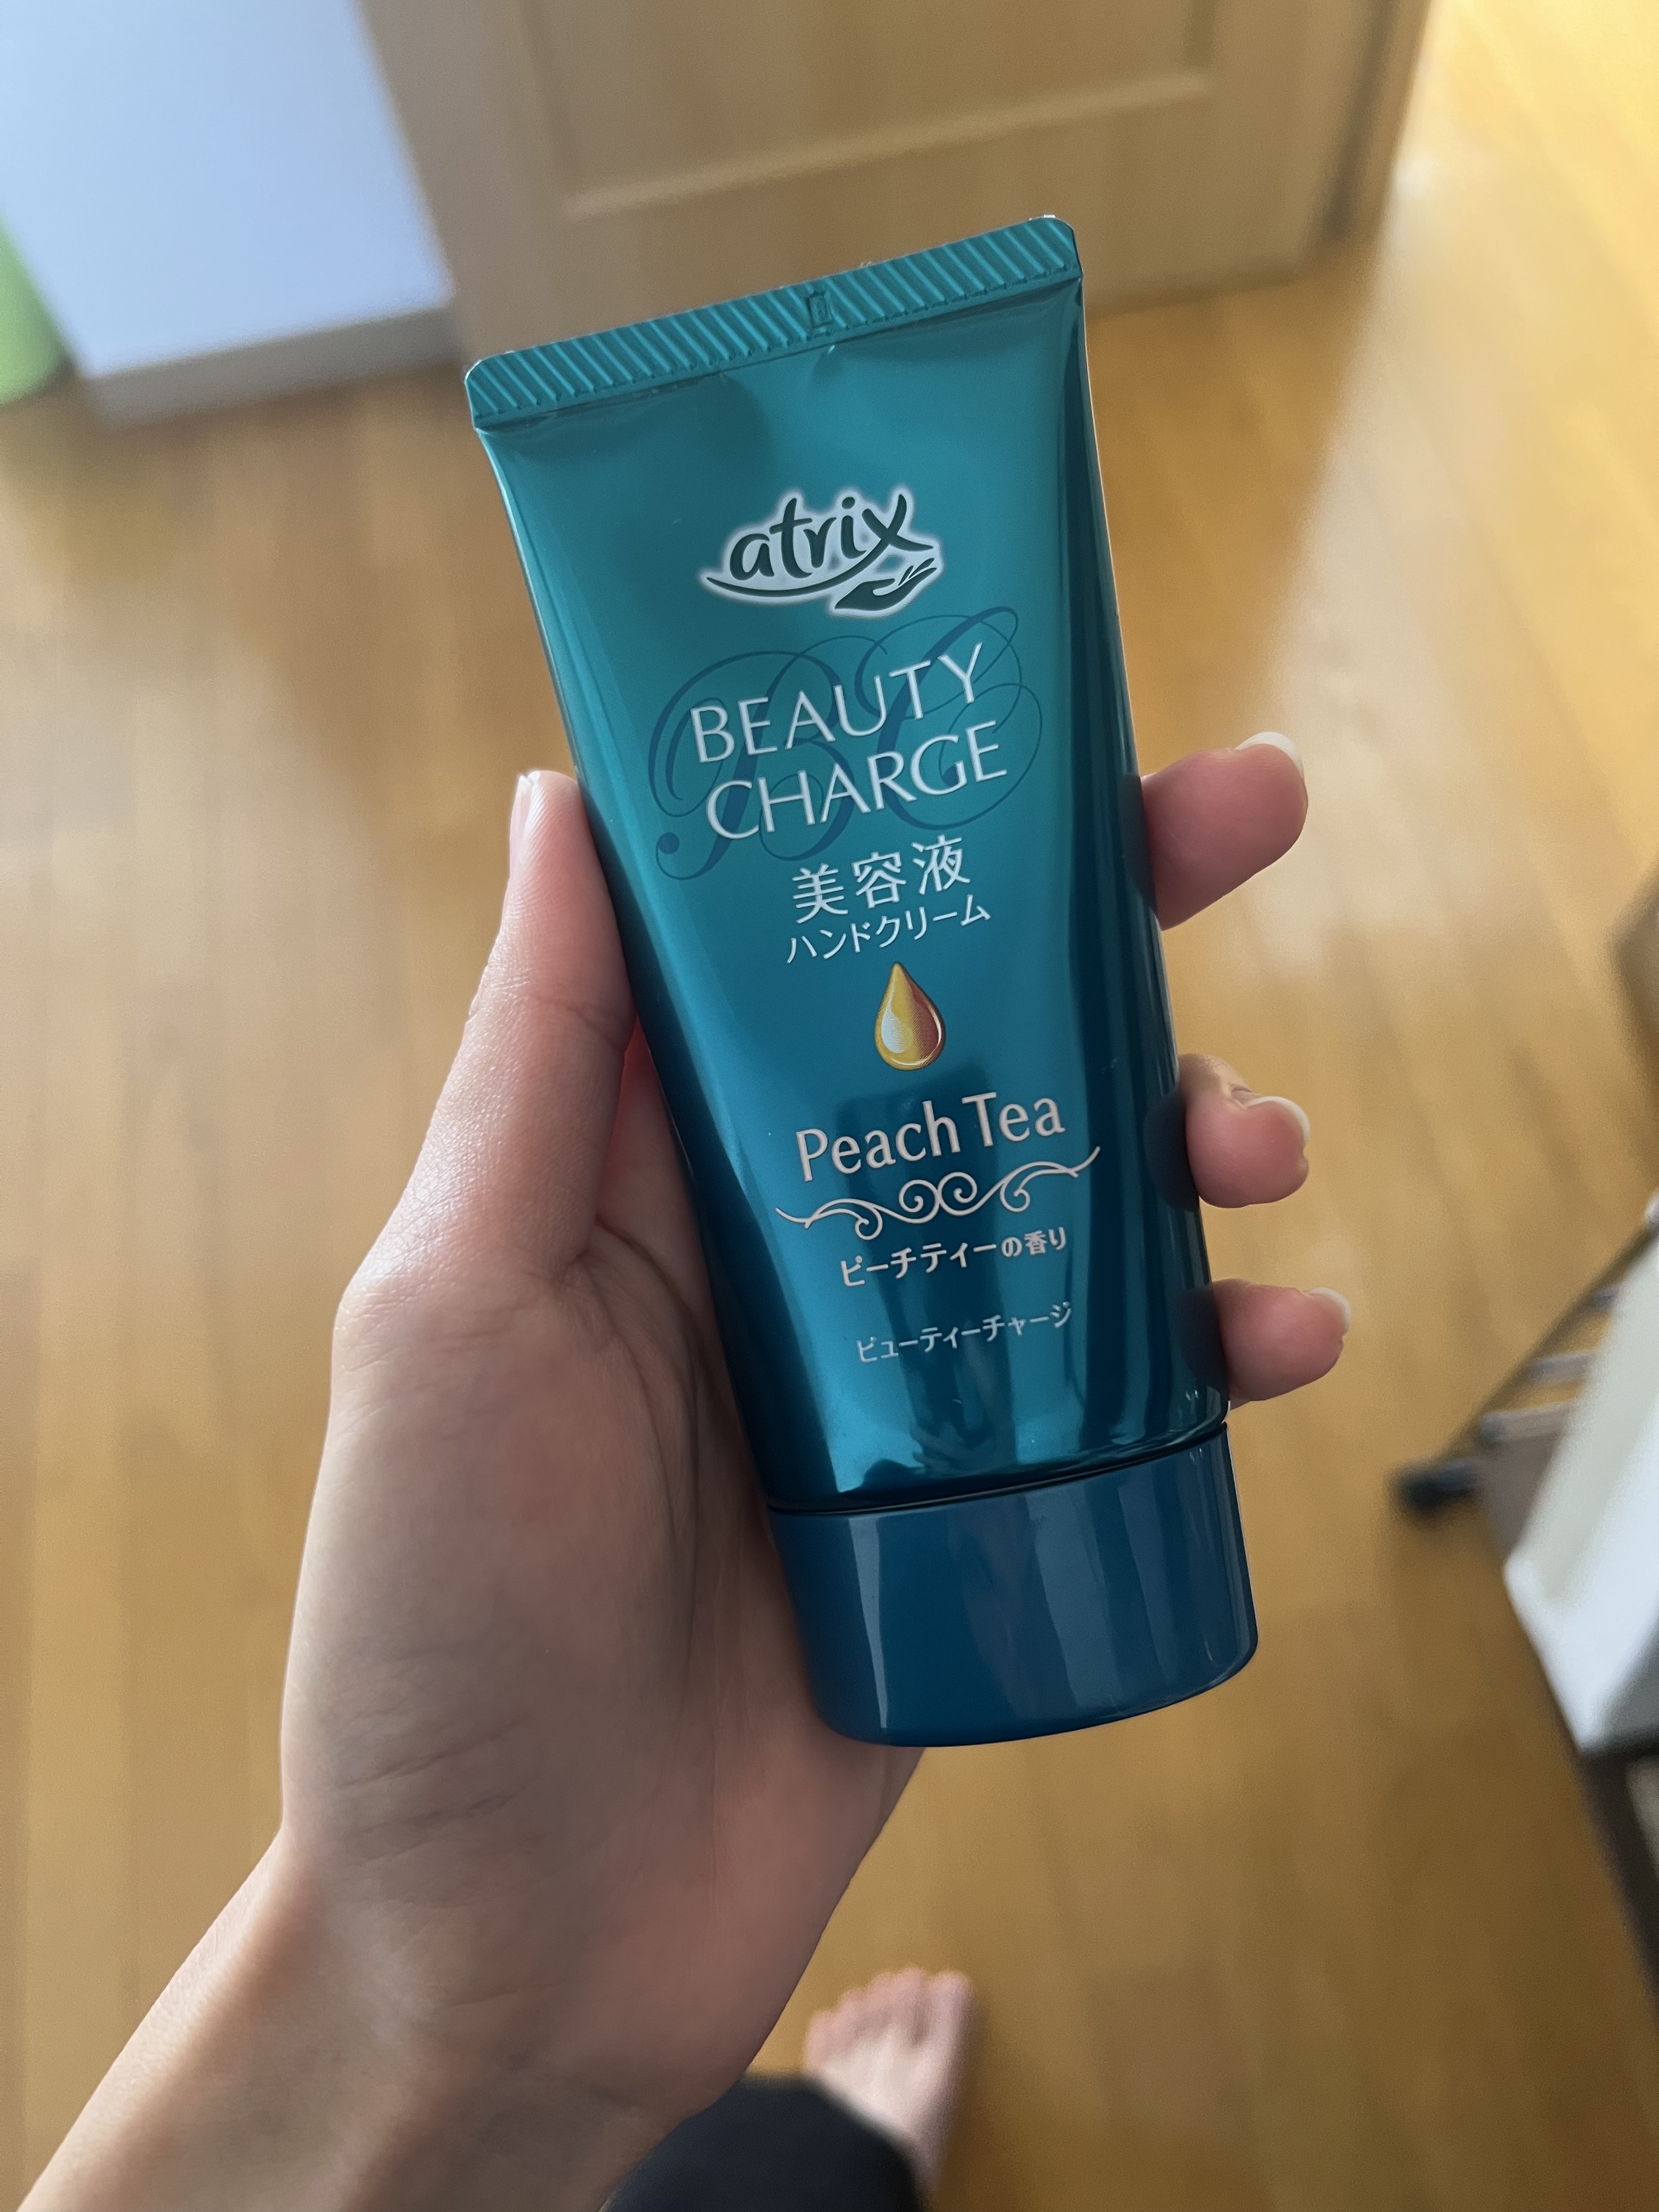 atrix
BEAUTY
CHARGE
美容液
ハンドクリーム
Peach Tea
ピーチティーの香り
ビューティーチャージ